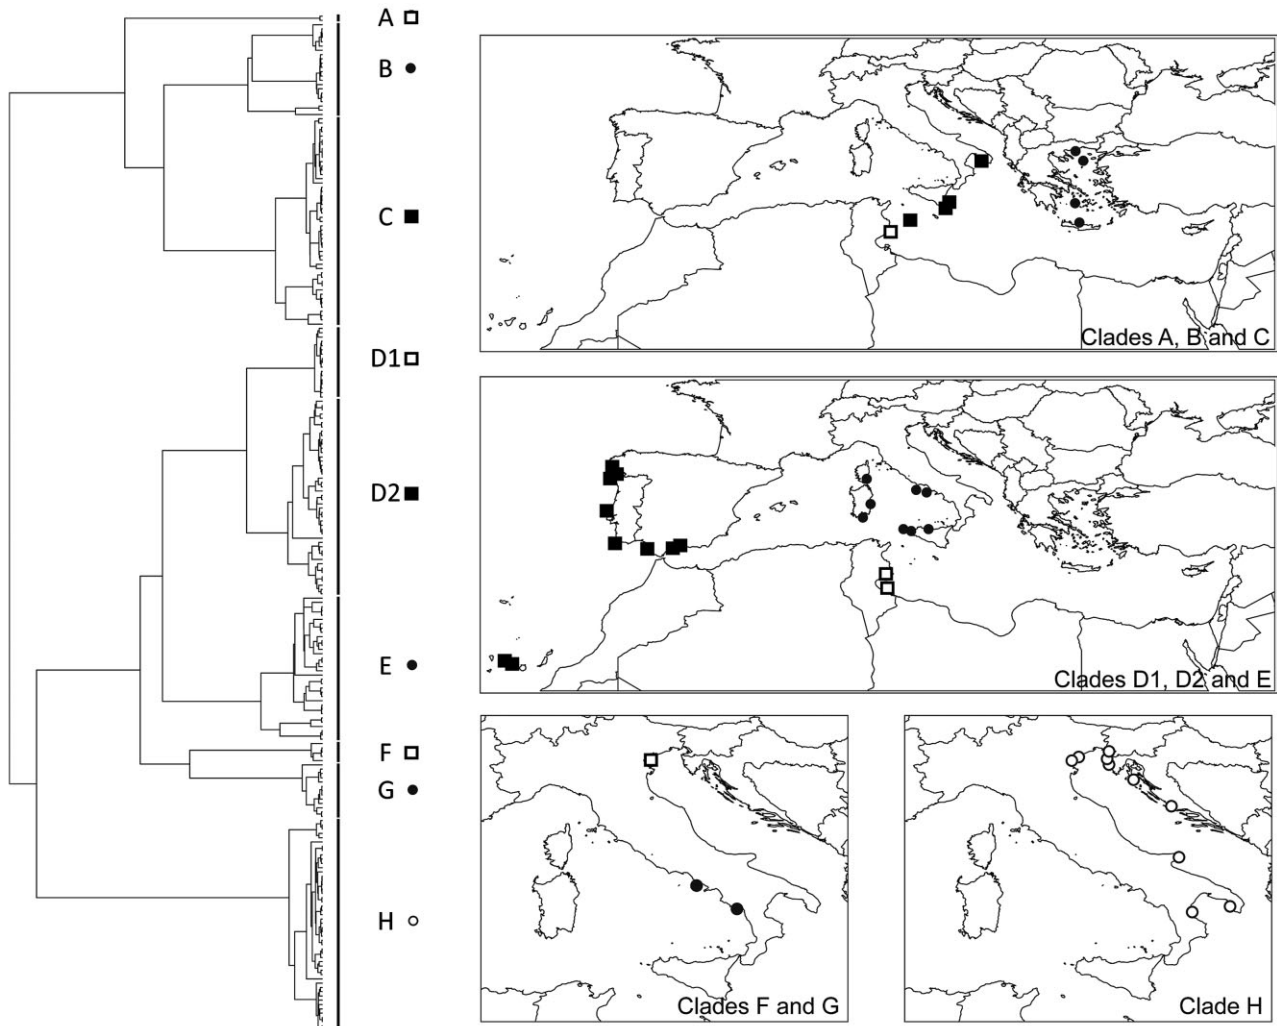 A
B
C
D1
D2
E
F
G
H
Clades A, B and C
Clades D1, D2 and E
Clades F and G
Clade H